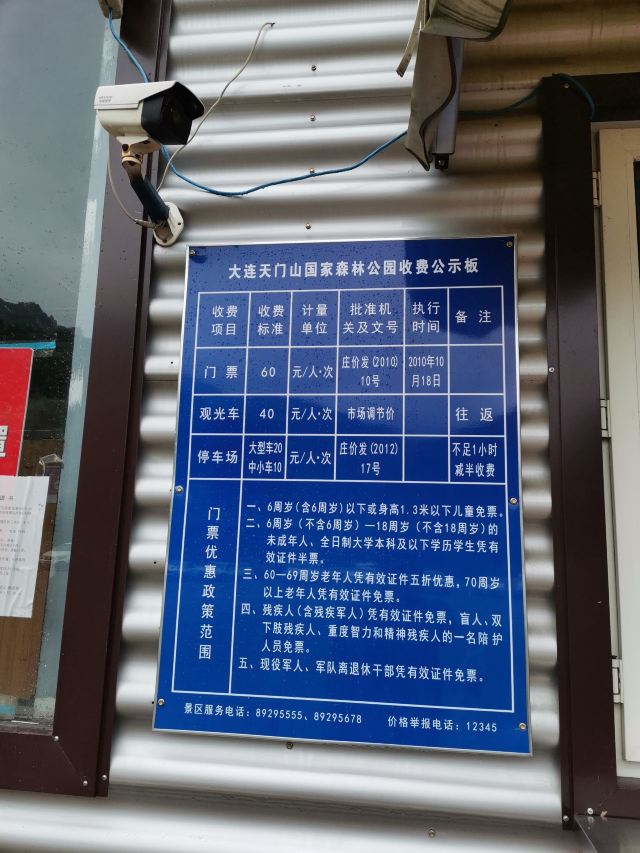 大连天门山国家森林公园收费公示板
收费项目 收费标准 计量单位 批准机关及文号 执行时间 备注
门票 60 元/人·次 庄价发(2010)10号 2010年10月18日
观光车 40 元/人·次 市场调节价 往返
停车场 大型车20 中小车10 元/人·次 庄价发(2012)17号 不足1小时减半收费
门票优惠政策范围
一、6周岁(含6周岁)以下或身高1.3米以下儿童免票。
二、6周岁(不含6周岁)—18周岁(不含18周岁)的
未成年人、全日制大学本科及以下学历学生凭有
效证件半票。
三、60—69周岁老年人凭有效证件五折优惠,70周岁
以上老年人凭有效证件免票。
四、残疾人(含残疾军人)凭有效证件免票,盲人、双
下肢残疾人、重度智力和精神残疾人的一名陪护
人员免票。
五、现役军人、军队离退休干部凭有效证件免票。
景区服务电话:89295555、89295678 价格举报电话:12345